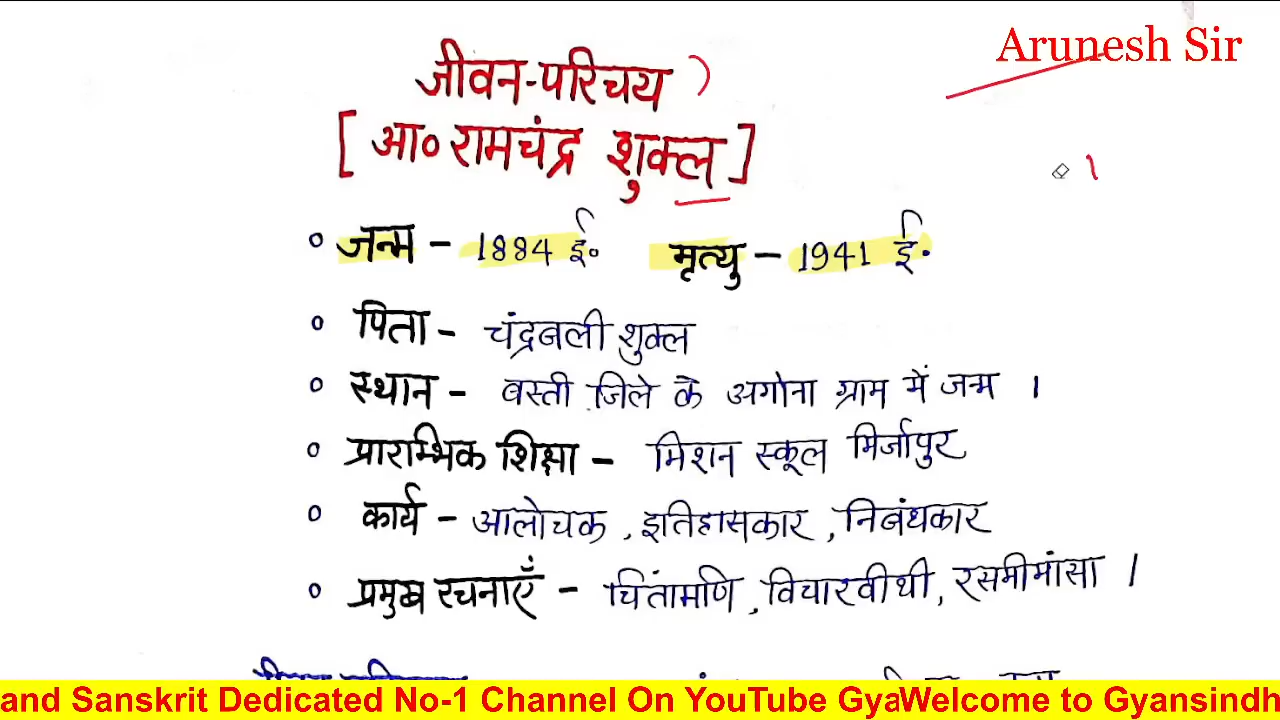 Arunesh Sir
जीवन-परिचय
[ आ० रामचंद्र शुक्ल ]
जन्म - 1884 ई० मृत्यु - 1941 ई.
पिता - चंद्रबली शुक्ल
स्थान - बस्ती जिले के अगोना ग्राम में जन्म ।
प्रारम्भिक शिक्षा - मिशन स्कूल मिर्जापुर
कार्य - आलोचक , इतिहासकार , निबंधकार
प्रमुख रचनाएँ - चिंतामणि , विचारवीथी, रसमीमांसा ।
and Sanskrit Dedicated No-1 Channel On YouTube GyaWelcome to Gyansindh